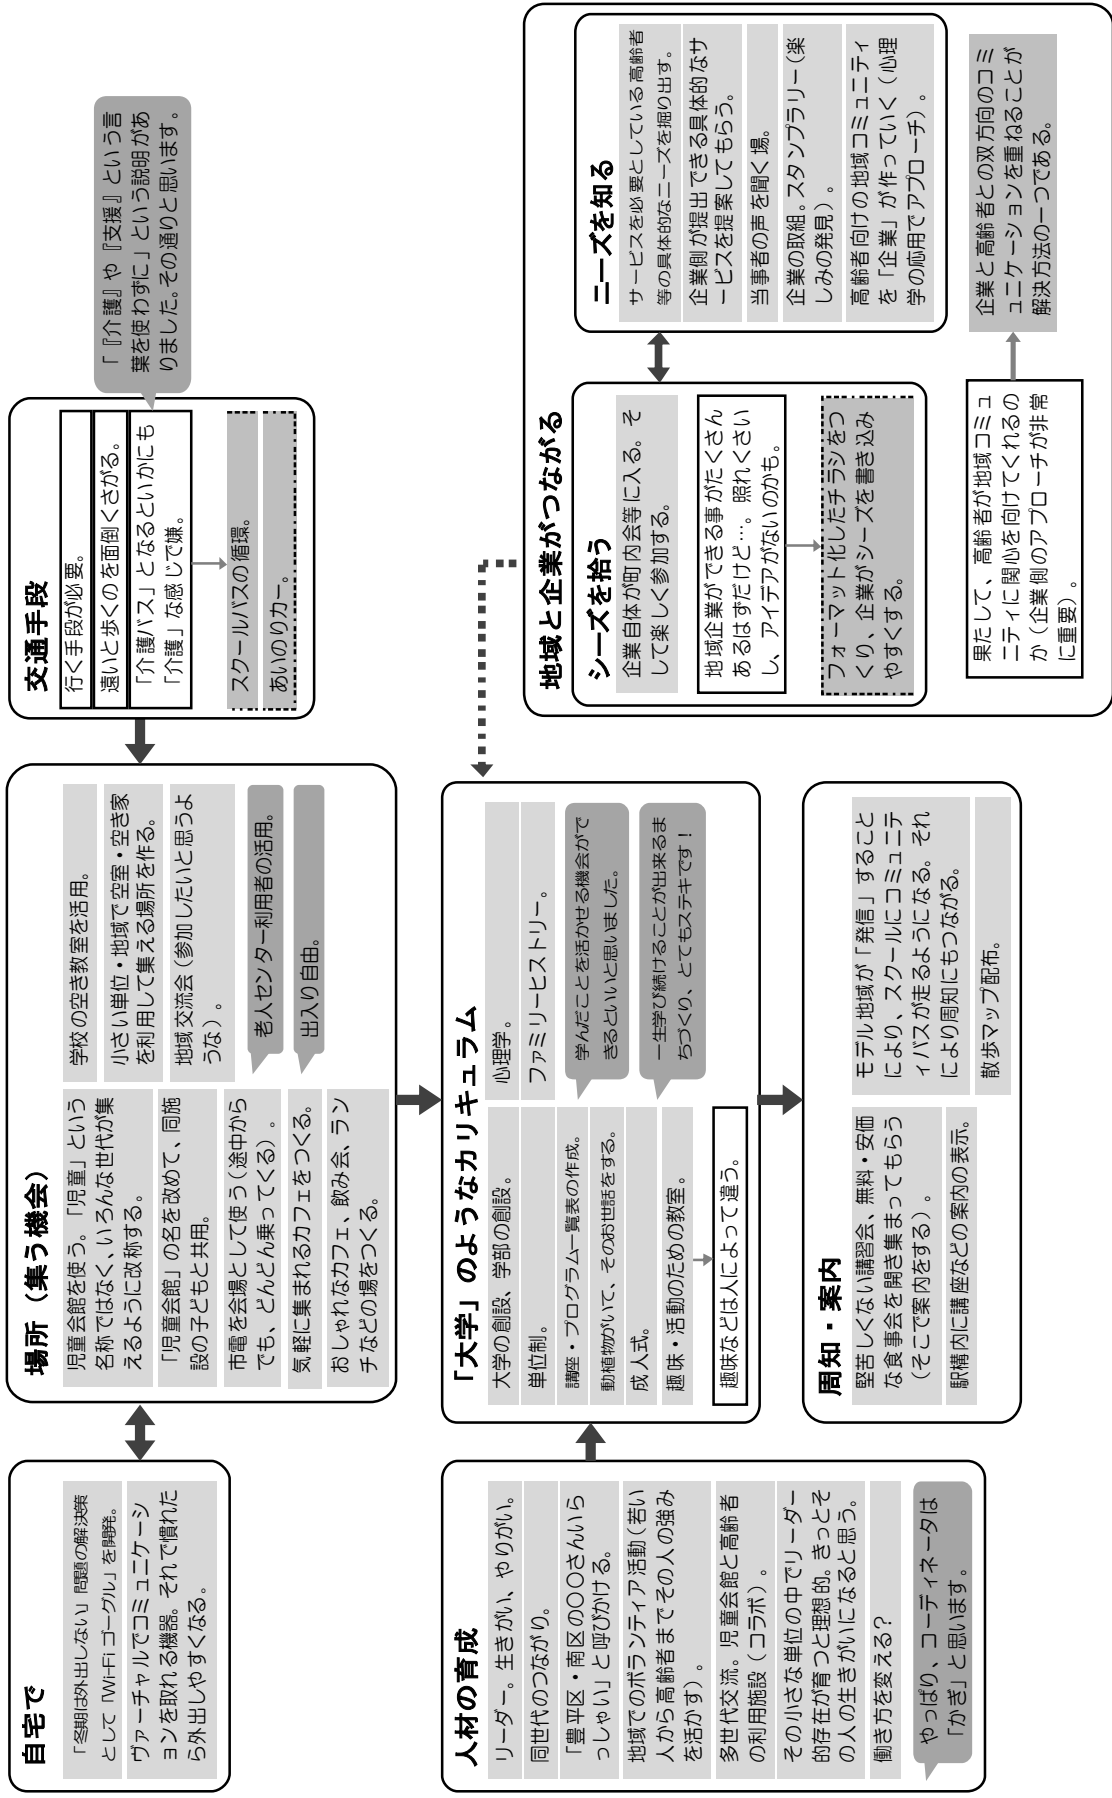 自宅で
「冬期は外出しない」問題の解決策
として「Wi-Fi ゴーグル」を開発。
ヴァーチャルでコミュニケーシ
ョンを取れる機器。それで慣れた
ら外出しやすくなる。
場所（集う機会）
児童会館を使う。「児童」という
名称ではなく、いろんな世代が集
えるように改称する。
「児童会館」の名を改めて、同施
設の子どもと共用。
市電を会場として使う（途中から
でも、どんどん乗ってくる）。
気軽に集まれるカフェをつくる。
おしゃれなカフェ、飲み会、ラン
チなどの場をつくる。
学校の空き教室を活用。
小さい単位・地域で空室・空き家
を利用して集える場所を作る。
地域交流会（参加したいと思うよ
うな）。
老人センター利用者の活用。
出入り自由。
交通手段
行く手段が必要。
遠いと歩くのを面倒くさがる。
「介護バス」となるといかにも
「介護」な感じで嫌。
スクールバスの循環。
あいのりカー。
「『介護』や『支援』という言
葉を使わずに」という説明があ
りました。その通りと思います。
人材の育成
リーダー。生きがい、やりがい。
同世代のつながり。
「豊平区・南区の〇〇さんいら
っしゃい」と呼びかける。
地域でのボランティア活動（若い
人から高齢者までその人の強み
を活かす）。
多世代交流。児童会館と高齢者
の利用施設（コラボ）。
その小さな単位の中でリーダー
的存在が育つと理想的。きっとそ
の人の生きがいになると思う。
働き方を変える？
やっぱり、コーディネータは
「かぎ」と思います。
「大学」のようなカリキュラム
大学の創設、学部の創設。
単位制。
講座・プログラム一覧表の作成。
動植物がいて、そのお世話をする。
成人式。
趣味・活動のための教室。
趣味などは人によって違う。
心理学。
ファミリーヒストリー。
学んだことを活かせる機会がで
きるといいと思いました。
一生学び続けることが出来るま
ちづくり、とてもステキです！
周知・案内
堅苦しくない講習会、無料・安価
な食事会を開き集まってもらう
（そこで案内をする）。
駅構内に講座などの案内の表示。
モデル地域が「発信」すること
により、スクールにコミュニテ
ィバスが走るようになる。それ
により周知にもつながる。
散歩マップ配布。
地域と企業がつながる
シーズを拾う
企業自体が町内会等に入る。そ
して楽しく参加する。
地域企業ができる事がたくさん
あるはずだけど…。照れくさい
し、アイデアがないのかも。
フォーマット化したチラシをつ
くり、企業がシーズを書き込み
やすくする。
ニーズを知る
サービスを必要としている高齢者
等の具体的なニーズを掘り出す。
企業側が提出できる具体的なサ
ービスを提案してもらう。
当事者の声を聞く場。
企業の取組。スタンプラリー（楽
しみの発見）。
高齢者向けの地域コミュニティ
を「企業」が作っていく（心理
学の応用でアプローチ）。
果たして、高齢者が地域コミュ
ニティに関心を向けてくれるの
か（企業側のアプローチが非常
に重要）。
企業と高齢者との双方向のコミ
ュニケーションを重ねることが
解決方法の一つである。